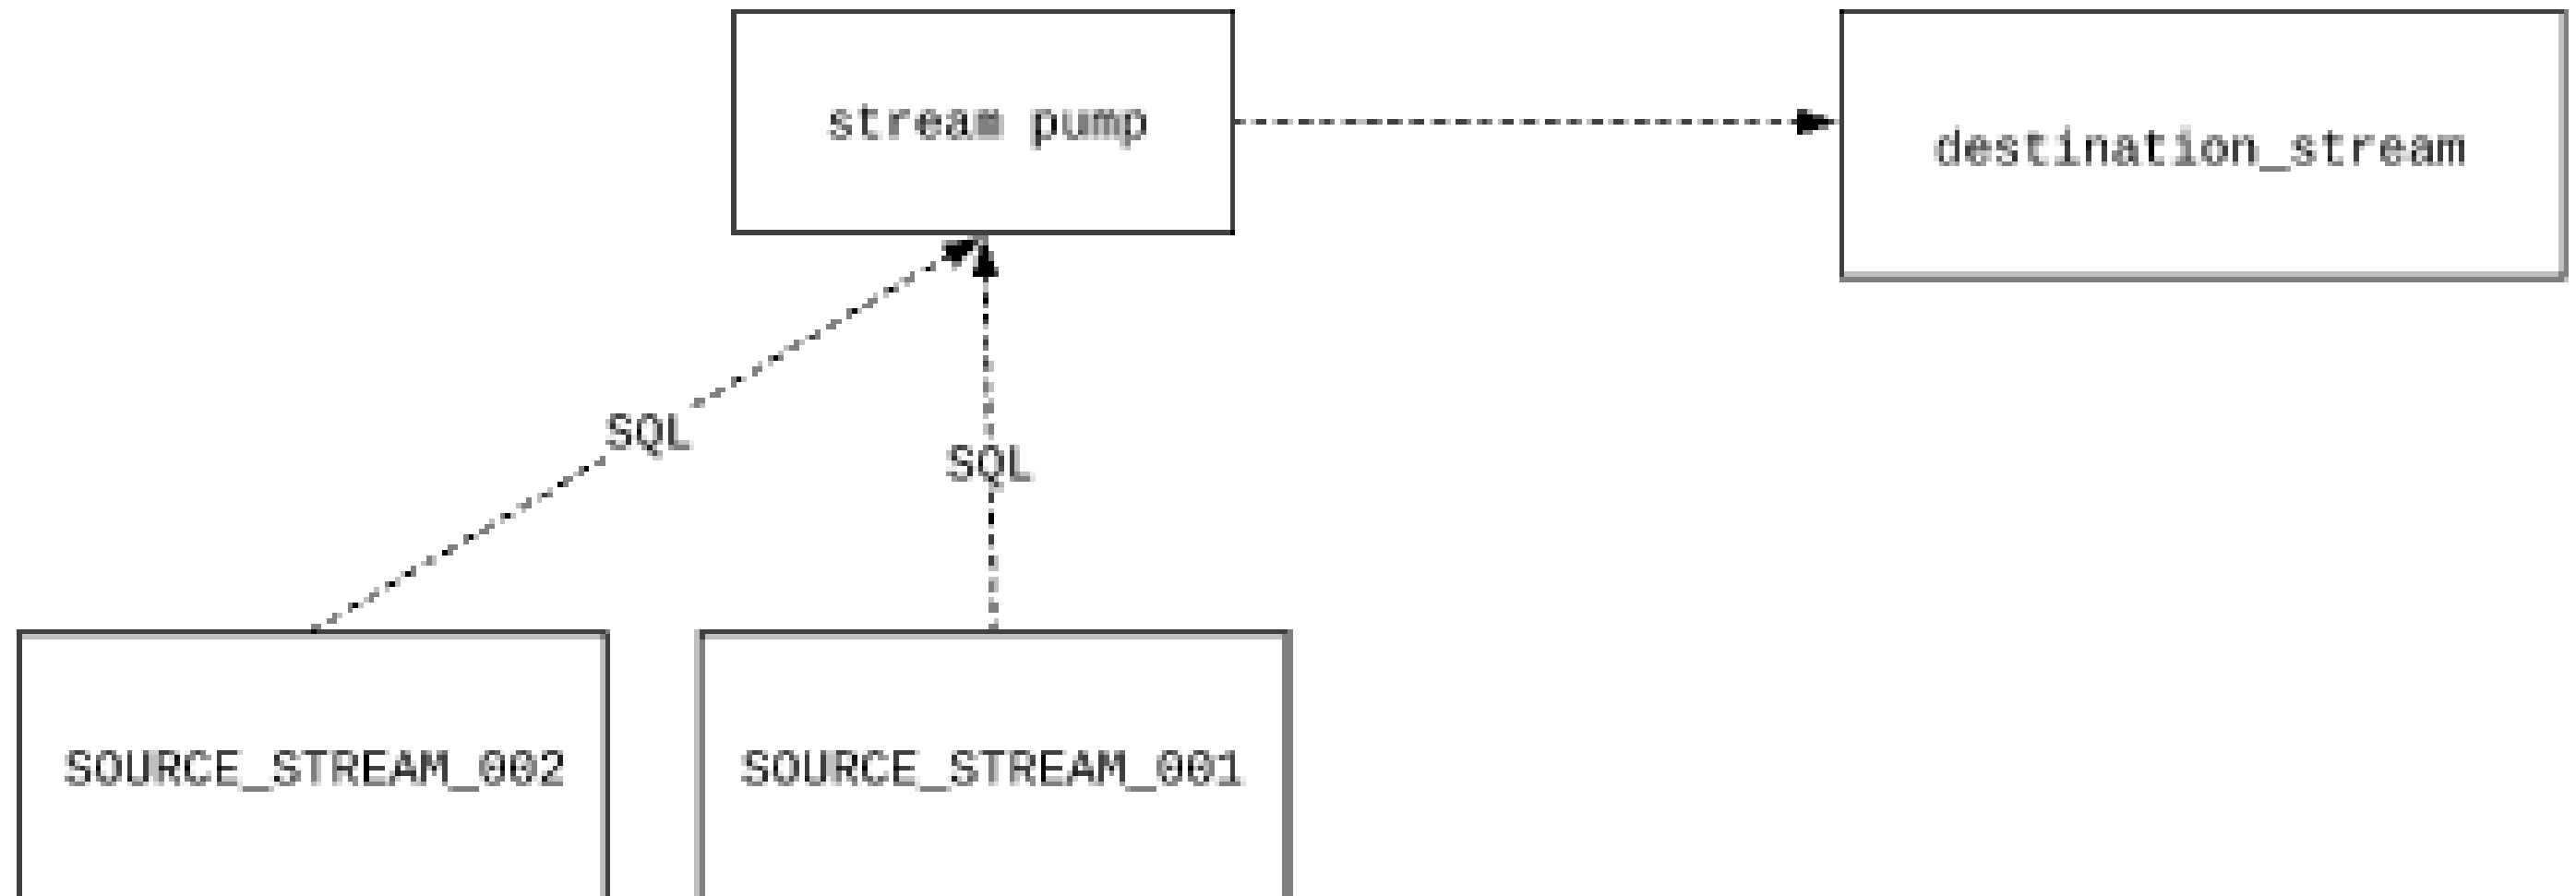 stream pump
destination_stream
SQL
SQL
SOURCE_STREAM_002
SOURCE_STREAM_001